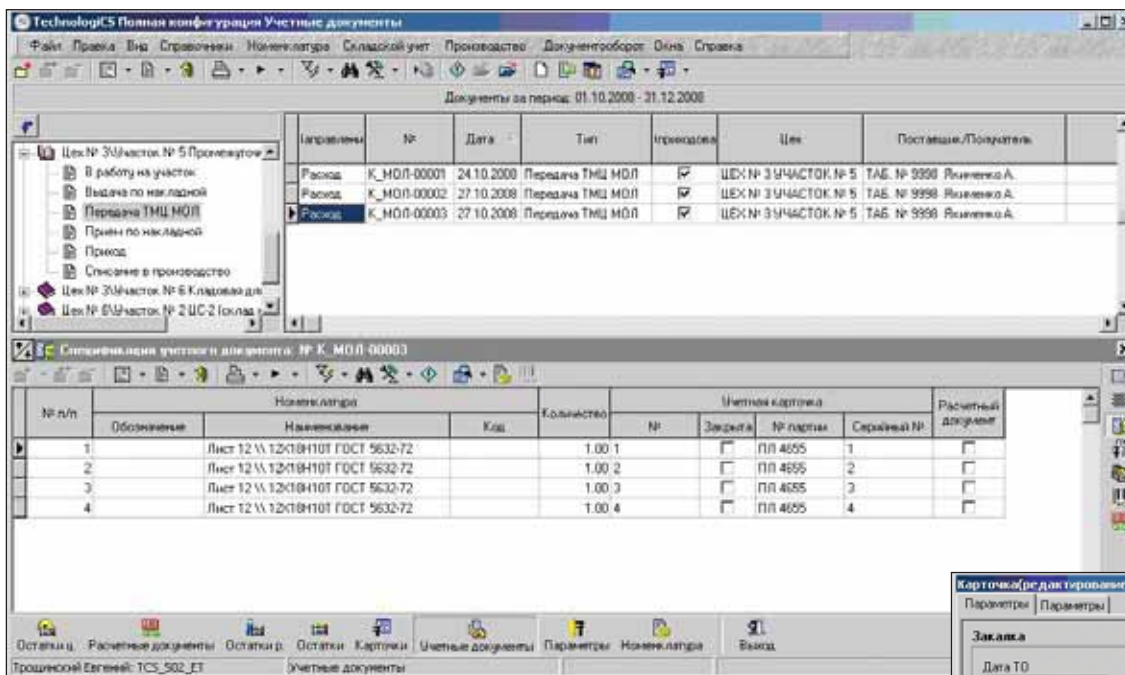 TechnologiCS Полная конфигурация Учетные документы
Файл Правка Вид Справочники Номенклатура Складской учет Производство Документооборот Окна Справка
Документы за период: 01.10.2008 - 31.12.2008
Цех № 3\Участок № 5 Промежуточ
В работу на участок
Выдача по накладной
Передача ТМЦ МОЛ
Прием по накладной
Приход
Списание в производство
Цех № 3\Участок № 6 Кладовая для
Цех № 6\Участок № 2 ЦС-2 (склад
Направлени № Дата Тип Оприходова Цех Поставщик/Получатель
Расход К_МОЛ-00001 24.10.2008 Передача ТМЦ МОЛ ЦЕХ № 3 УЧАСТОК № 5 ТАБ. № 9998 Якименко А.
Расход К_МОЛ-00002 27.10.2008 Передача ТМЦ МОЛ ЦЕХ № 3 УЧАСТОК № 5 ТАБ. № 9998 Якименко А.
Расход К_МОЛ-00003 27.10.2008 Передача ТМЦ МОЛ ЦЕХ № 3 УЧАСТОК № 5 ТАБ. № 9998 Якименко А.
Спецификация учетного документа: № К_МОЛ-00003
№ п/п Номенклатура Количество Учетная карточка Расчетный документ
Обозначение Наименование Код № Закрыта № партии Серийный №
1 Лист 12 \\ 12Х18Н10Т ГОСТ 5632-72 1.00 1 ПЛ 4655 1
2 Лист 12 \\ 12Х18Н10Т ГОСТ 5632-72 1.00 2 ПЛ 4655 2
3 Лист 12 \\ 12Х18Н10Т ГОСТ 5632-72 1.00 3 ПЛ 4655 3
4 Лист 12 \\ 12Х18Н10Т ГОСТ 5632-72 1.00 4 ПЛ 4655 4
Карточка(редактирование
Параметры Параметры
Закалка
Дата ТО
Остатки ц. Расчетные документы Остатки р. Остатки Карточки Учетные документы Параметры Номенклатура Выход
Трощинский Евгений: TCS_502_ET Учетные документы